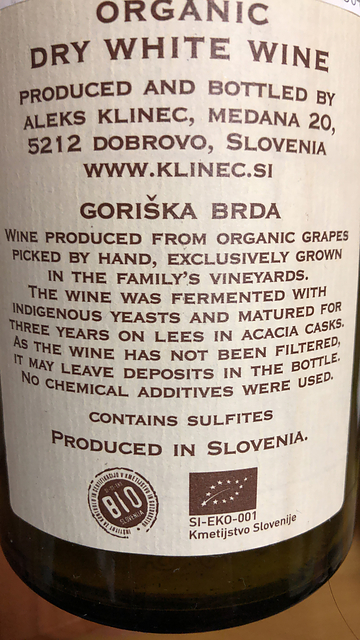 ORGANIC
DRY WHITE WINE
PRODUCED AND BOTTLED BY
ALEKS KLINEC, MEDANA 20,
5212 DOBROVO, SLOVENIA
WWW.KLINEC.SI
GORIŠKA BRDA
WINE PRODUCED FROM ORGANIC GRAPES
PICKED BY HAND, EXCLUSIVELY GROWN
IN THE FAMILY'S VINEYARDS.
THE WINE WAS FERMENTED WITH
INDIGENOUS YEASTS AND MATURED FOR
THREE YEARS ON LEES IN ACACIA CASKS.
AS THE WINE HAS NOT BEEN FILTERED,
IT MAY LEAVE DEPOSITS IN THE BOTTLE.
NO CHEMICAL ADDITIVES WERE USED.
CONTAINS SULFITES
PRODUCED IN SLOVENIA.
BIO
SI-EKO-001
Kmetijstvo Slovenije